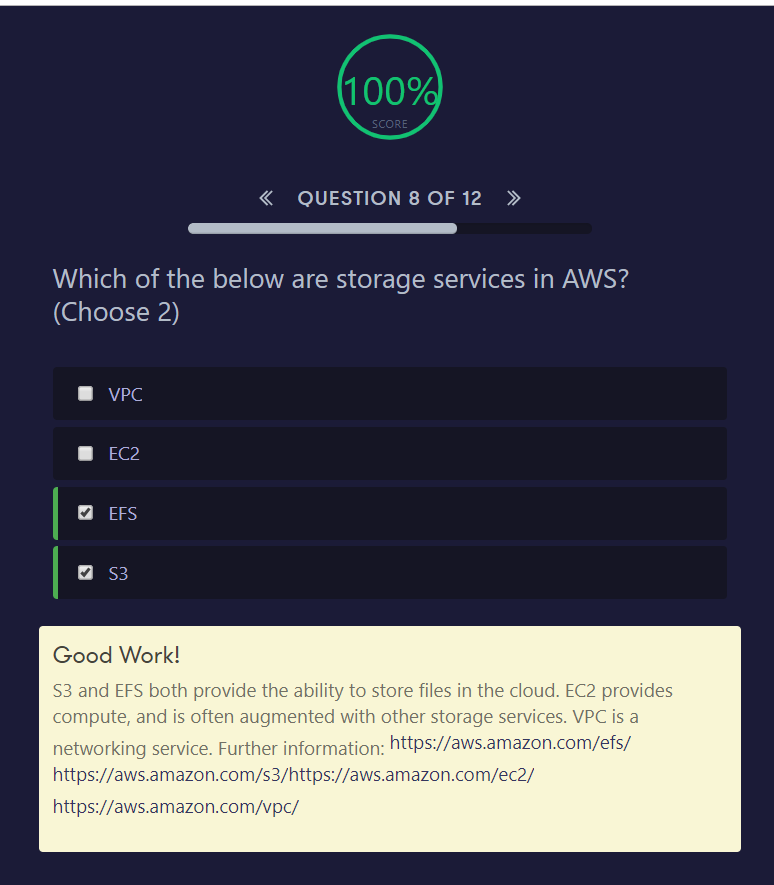 100%
SCORE
QUESTION 8 OF 12
Which of the below are storage services in AWS?
(Choose 2)
VPC
EC2
EFS
S3
Good Work!
S3 and EFS both provide the ability to store files in the cloud. EC2 provides
compute, and is often augmented with other storage services. VPC is a
networking service. Further information: https://aws.amazon.com/efs/
https://aws.amazon.com/s3/https://aws.amazon.com/ec2/
https://aws.amazon.com/vpc/